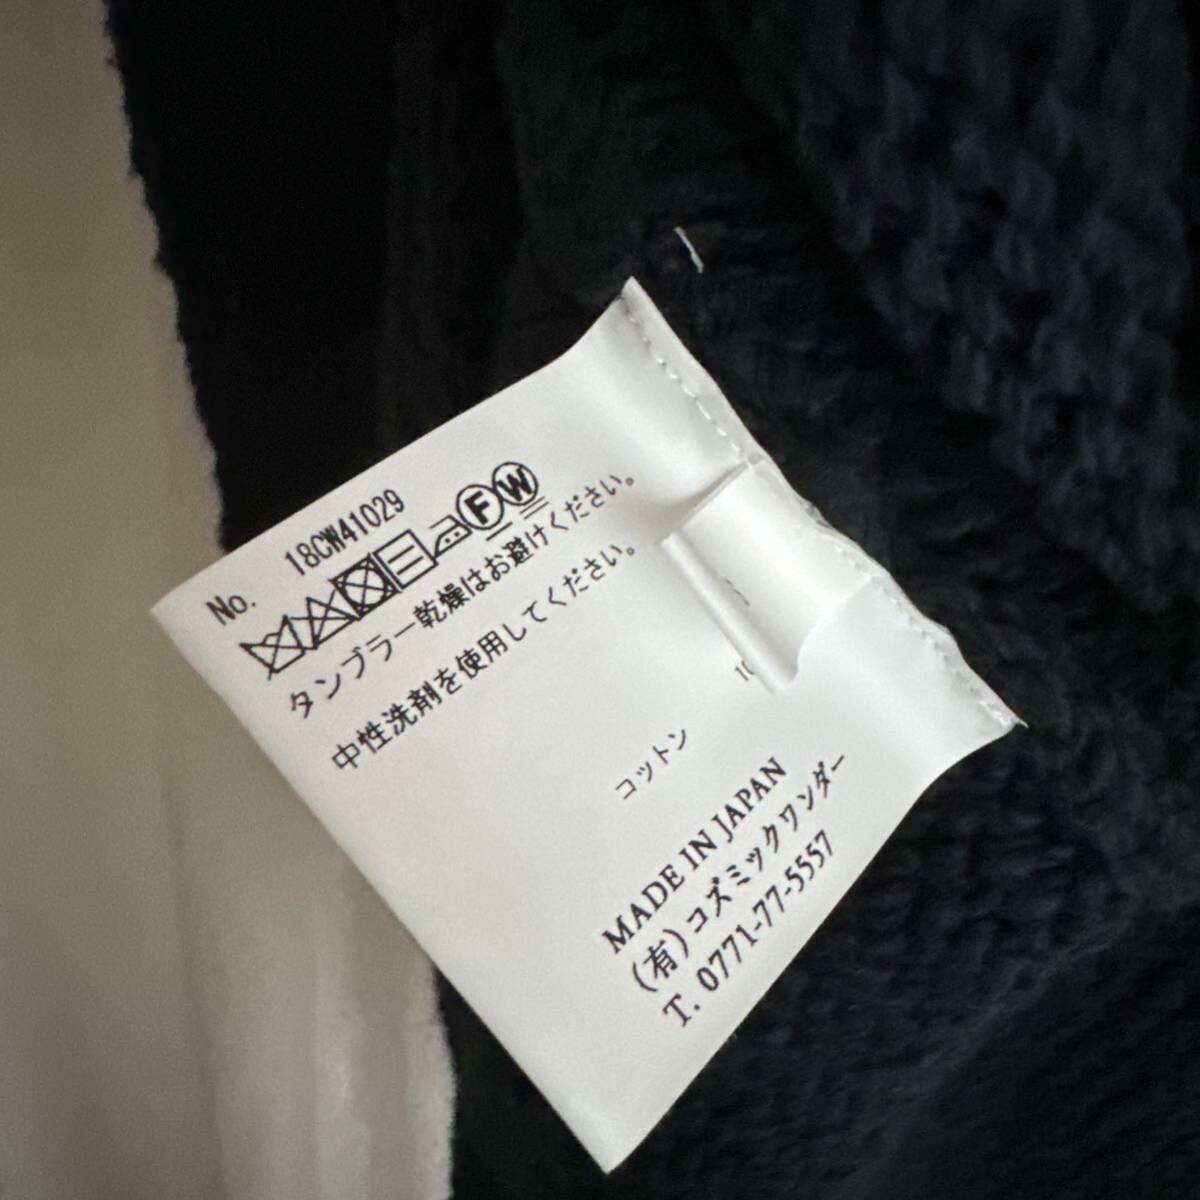 No. 18CW41029
F W
タンブラー乾燥はお避けください。
中性洗剤を使用してください。
コットン
MADE IN JAPAN
(有)コズミックワンダー
T. 0771-77-5557